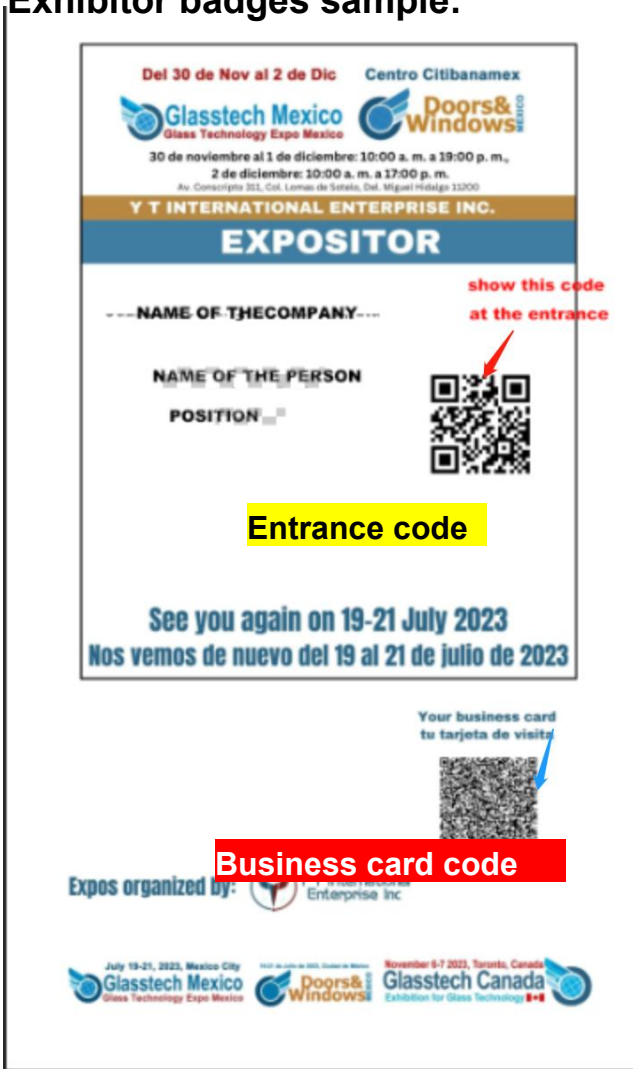 Exhibitor badges sample:
Del 30 de Nov al 2 de Dic Centro Citibanamex
Glasstech Mexico
Glass Technology Expo Mexico
Doors&
Windows
MEXICO
30 de noviembre al 1 de diciembre: 10:00 a. m. a 19:00 p. m.,
2 de diciembre: 10:00 a. m. a 17:00 p. m.
Av. Conscripto 311, Col. Lomas de Sotelo, Del. Miguel Hidalgo 11200
Y T INTERNATIONAL ENTERPRISE INC.
EXPOSITOR
show this code
at the entrance
NAME OF THECOMPANY
NAME OF THE PERSON
POSITION
Entrance code
See you again on 19-21 July 2023
Nos vemos de nuevo del 19 al 21 de julio de 2023
Your business card
tu tarjeta de visita
Business card code
Expos organized by:
Enterprise Inc
July 19-21, 2023, Mexico City
Glasstech Mexico
Glass Technology Expo Mexico
Doors&
Windows
November 6-7 2023, Toronto, Canada
Glasstech Canada
Exhibition for Glass Technology